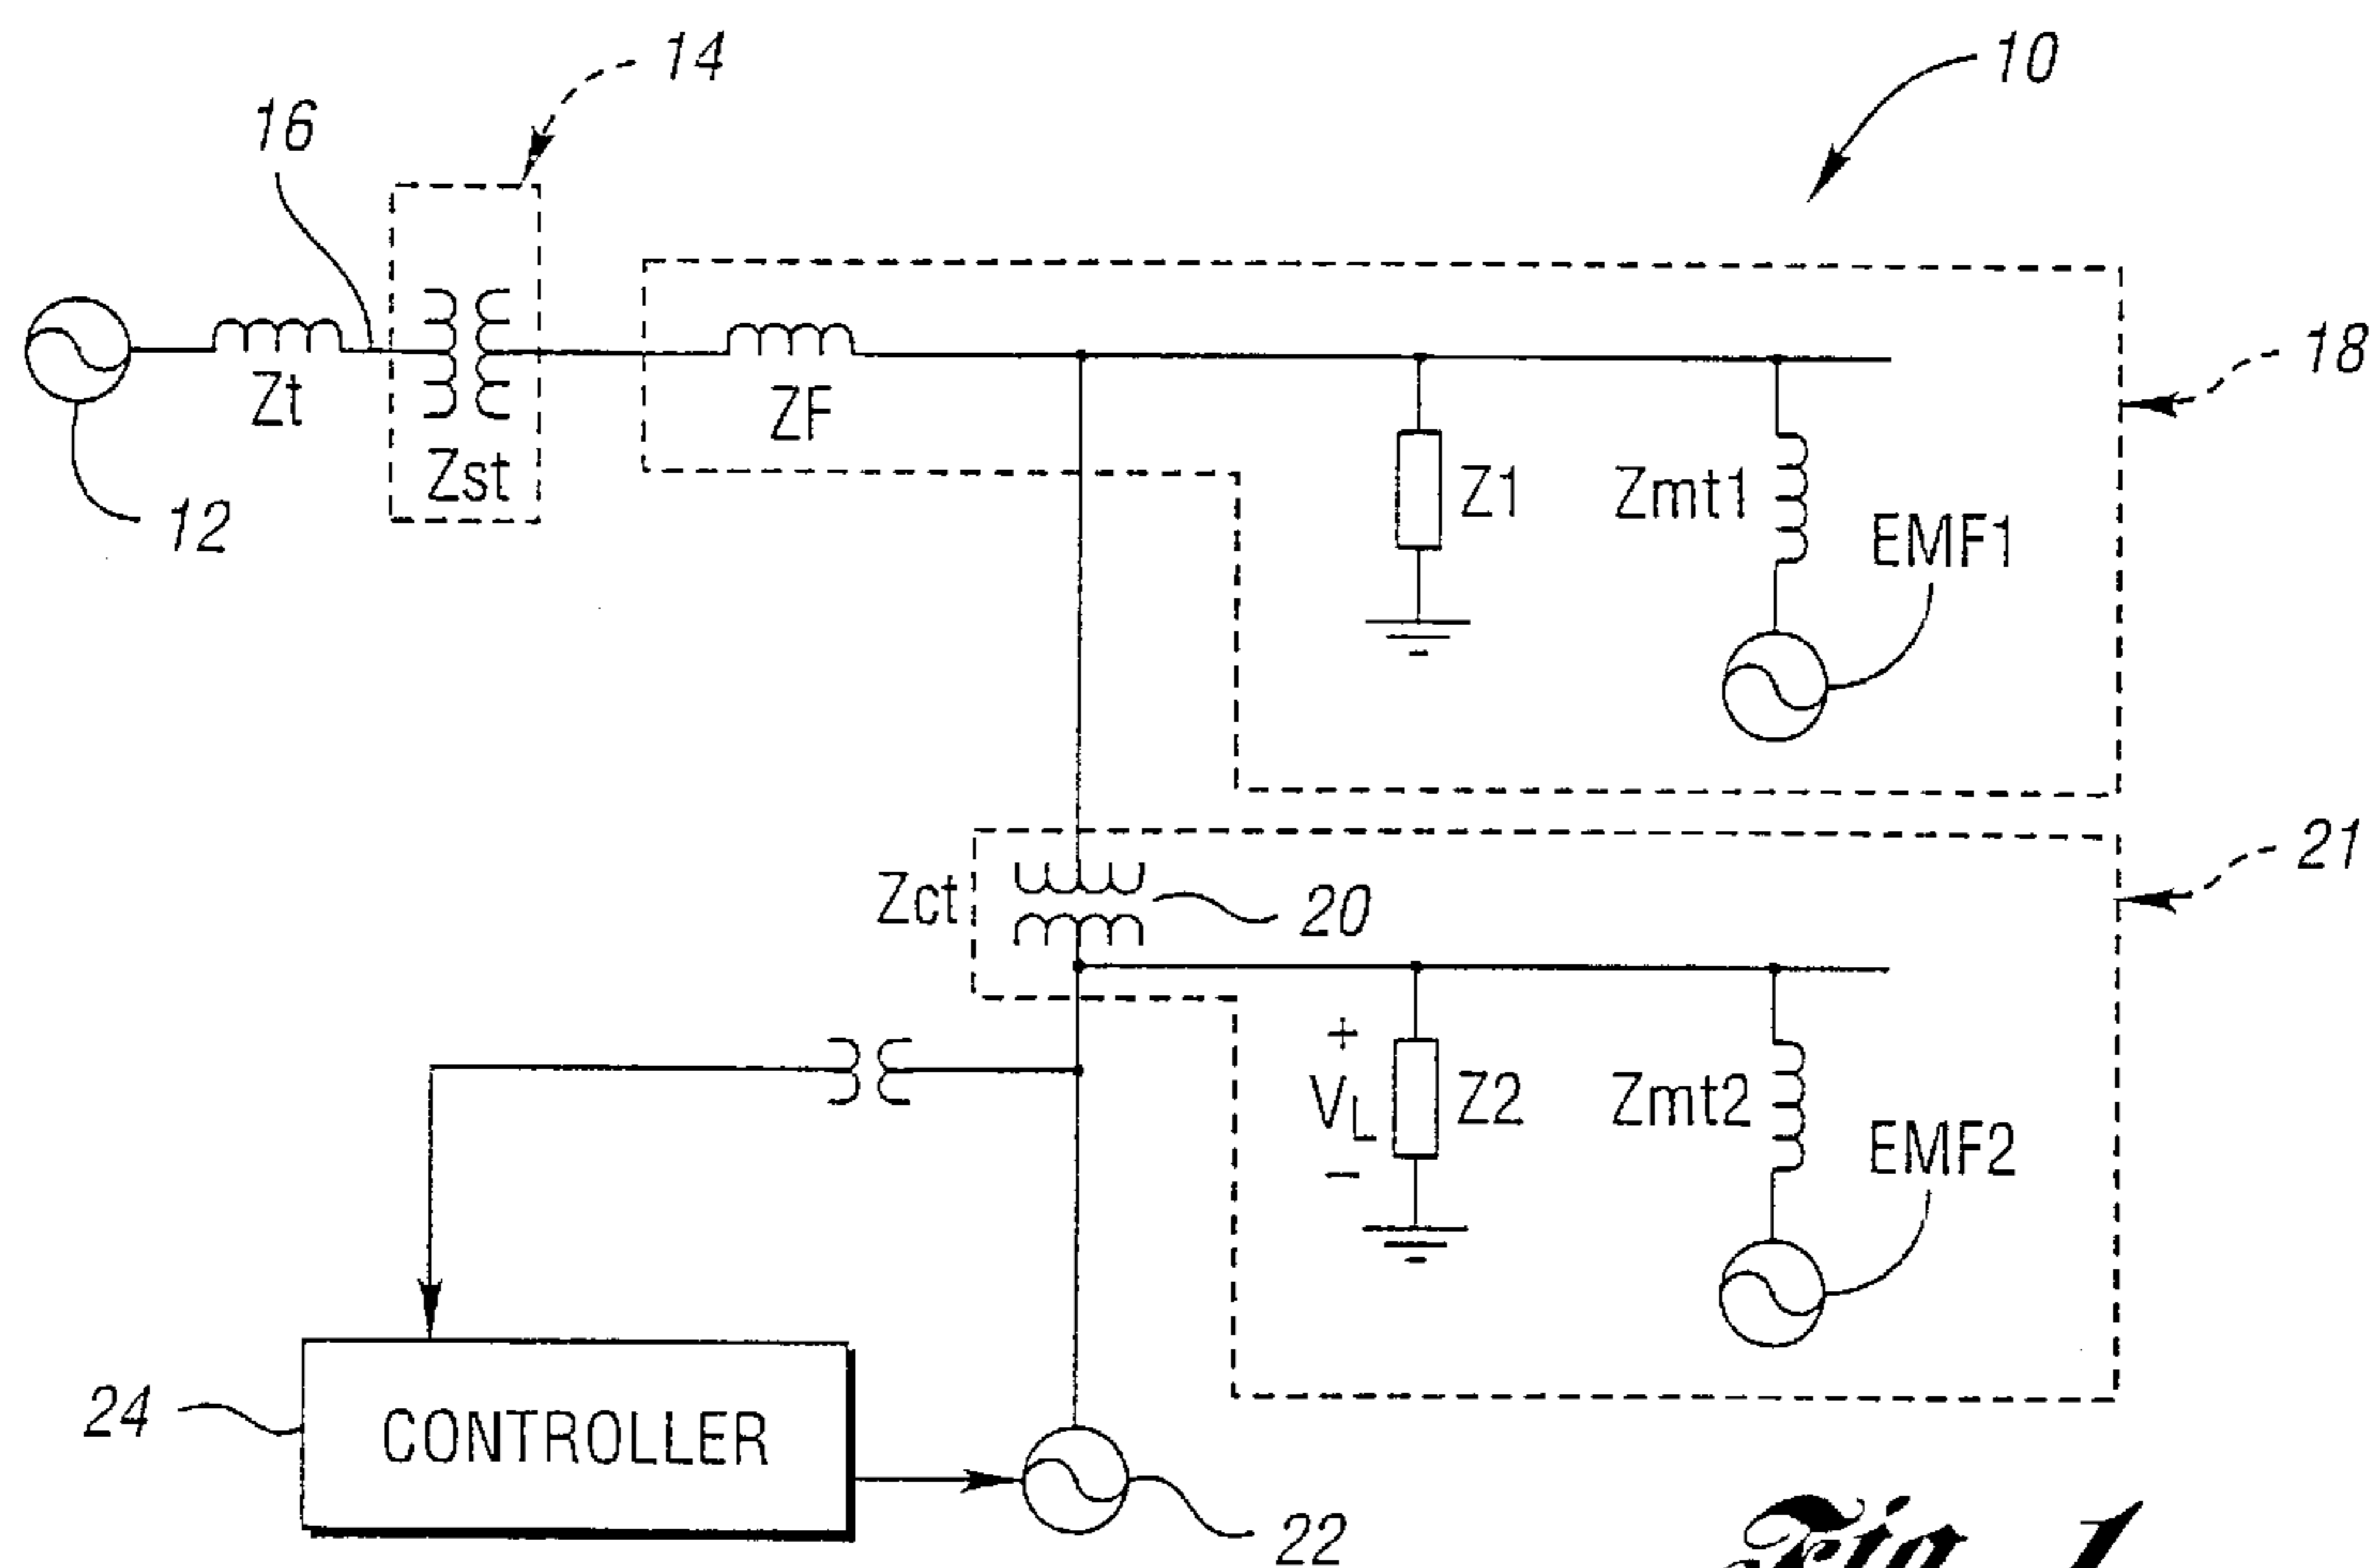 14
10
16
18
Zt
ZF
Zst
12
Z1
Zmt1
EMF1
21
Zct
20
+
VL
−
Z2
Zmt2
EMF2
24
CONTROLLER
22
Fig. 1